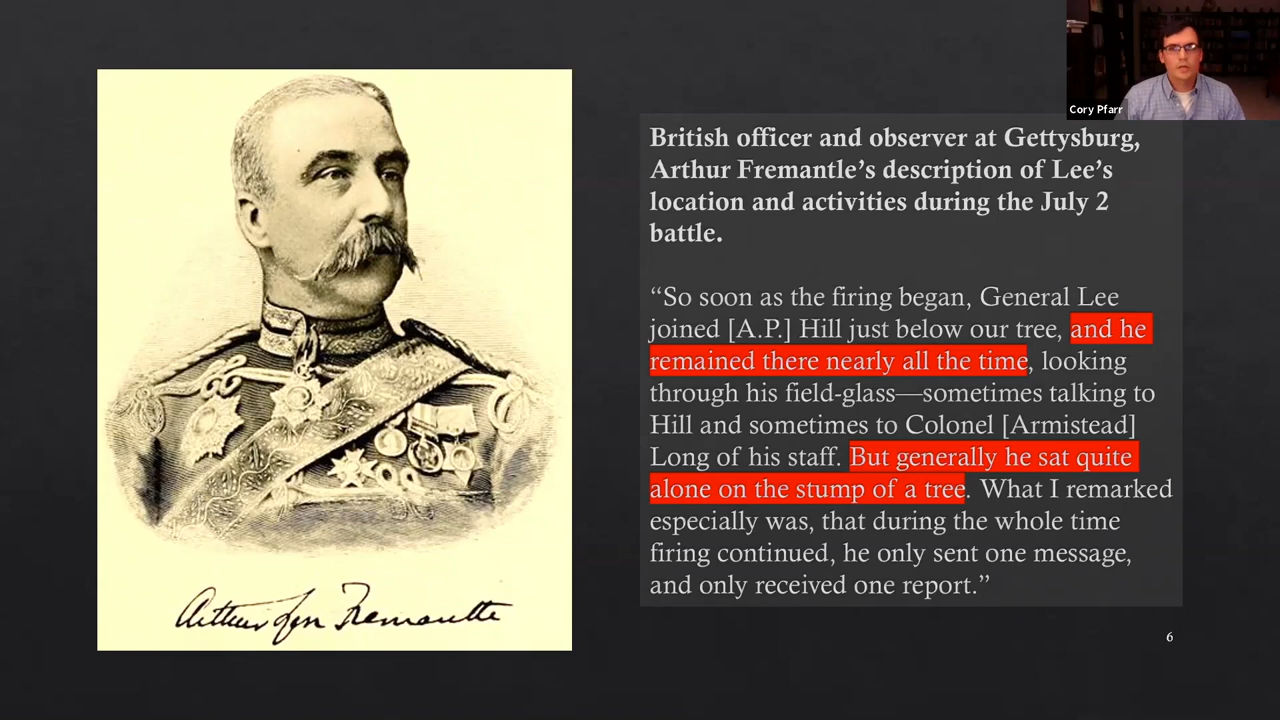 Cory Pfarr
British officer and observer at Gettysburg,
Arthur Fremantle’s description of Lee’s
location and activities during the July 2
battle.
“So soon as the firing began, General Lee
joined [A.P.] Hill just below our tree, and he
remained there nearly all the time, looking
through his field-glass—sometimes talking to
Hill and sometimes to Colonel [Armistead]
Long of his staff. But generally he sat quite
alone on the stump of a tree. What I remarked
especially was, that during the whole time
firing continued, he only sent one message,
and only received one report.”
Arthur Lyon Fremantle
6